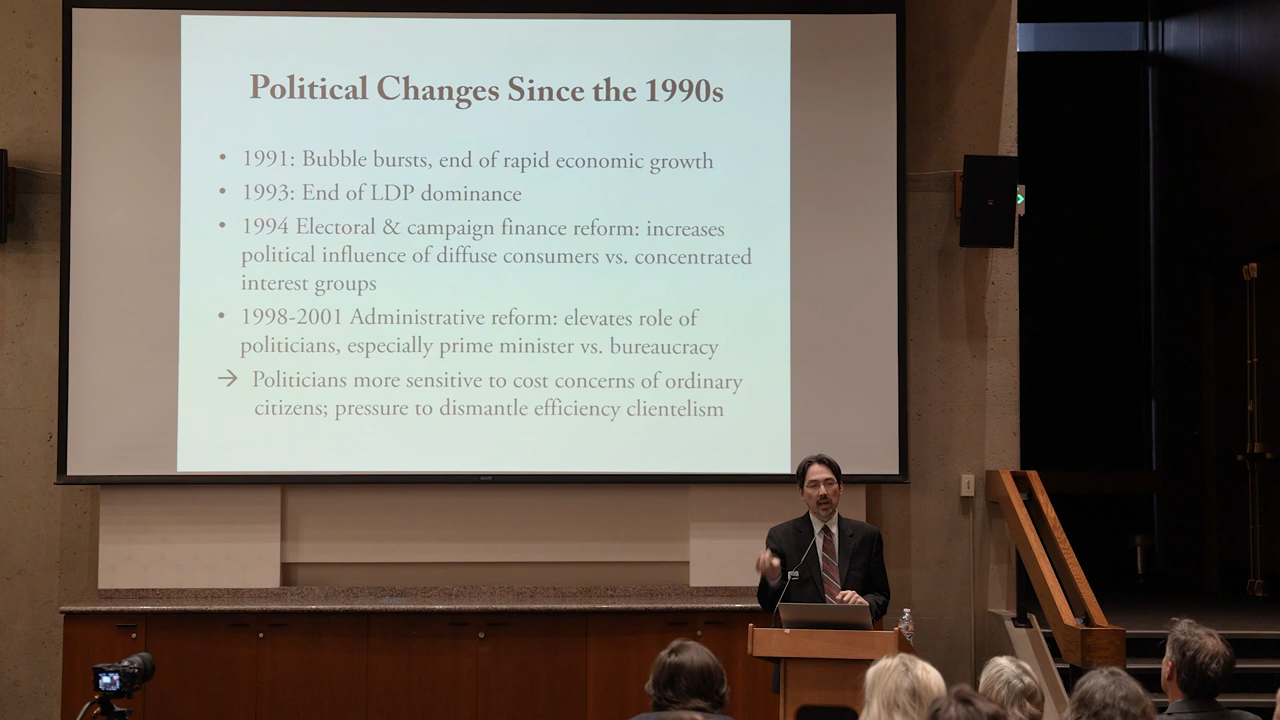 Political Changes Since the 1990s
• 1991: Bubble bursts, end of rapid economic growth
• 1993: End of LDP dominance
• 1994 Electoral & campaign finance reform: increases
political influence of diffuse consumers vs. concentrated
interest groups
• 1998-2001 Administrative reform: elevates role of
politicians, especially prime minister vs. bureaucracy
→ Politicians more sensitive to cost concerns of ordinary
citizens; pressure to dismantle efficiency clientelism